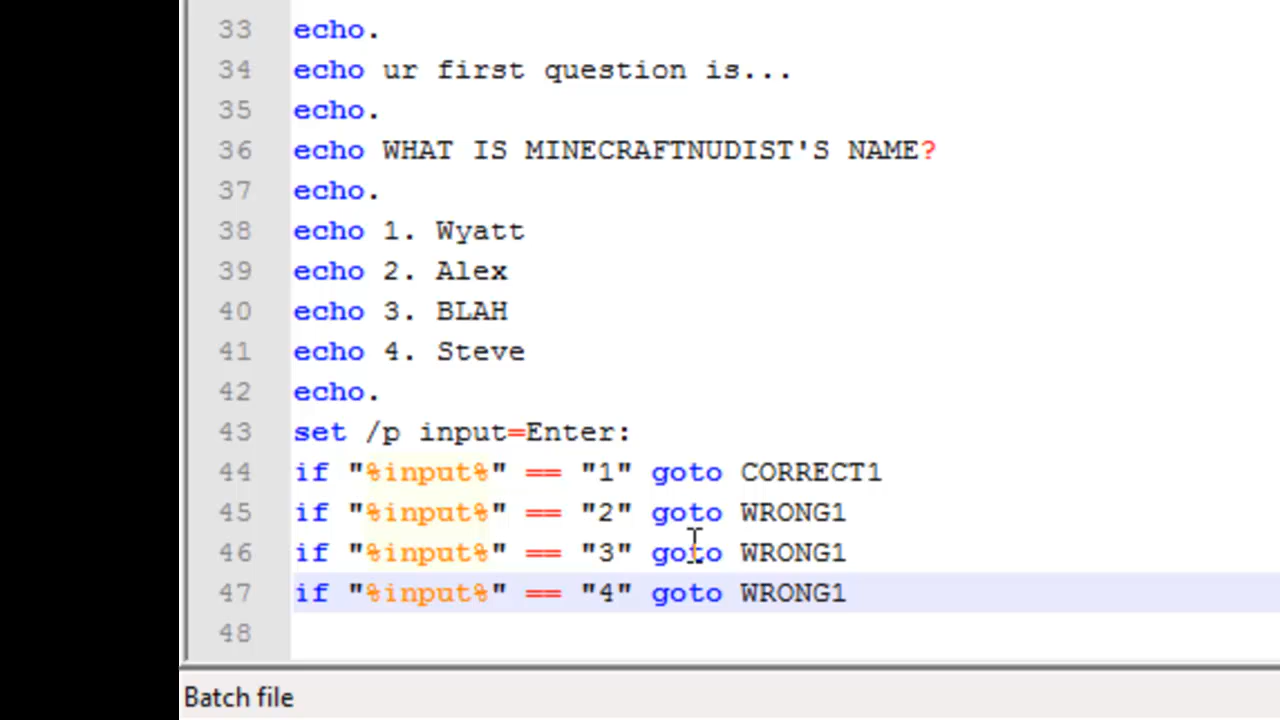 33 echo.
34 echo ur first question is...
35 echo.
36 echo WHAT IS MINECRAFTNUDIST'S NAME?
37 echo.
38 echo 1. Wyatt
39 echo 2. Alex
40 echo 3. BLAH
41 echo 4. Steve
42 echo.
43 set /p input=Enter:
44 if "%input%" == "1" goto CORRECT1
45 if "%input%" == "2" goto WRONG1
46 if "%input%" == "3" goto WRONG1
47 if "%input%" == "4" goto WRONG1
48
Batch file